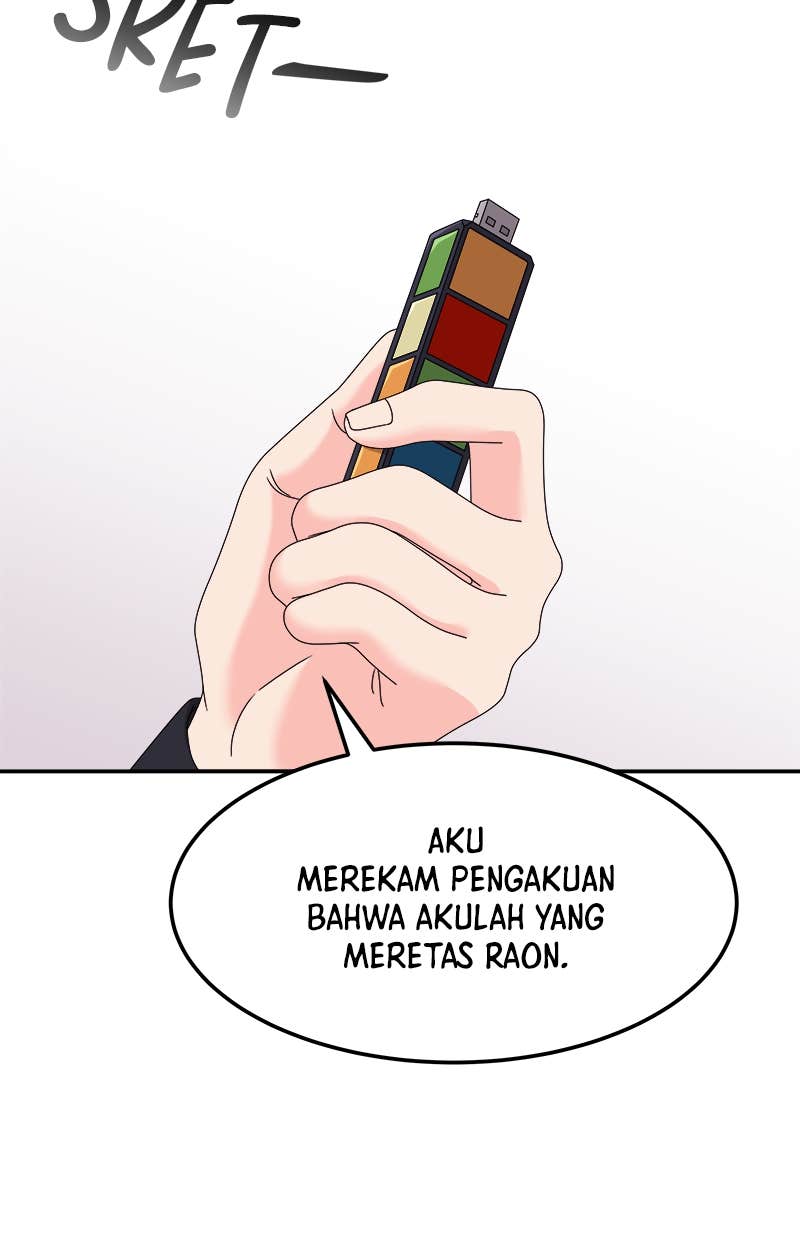 SRET—
AKU
MEREKAM PENGAKUAN
BAHWA AKULAH YANG
MERETAS RAON.